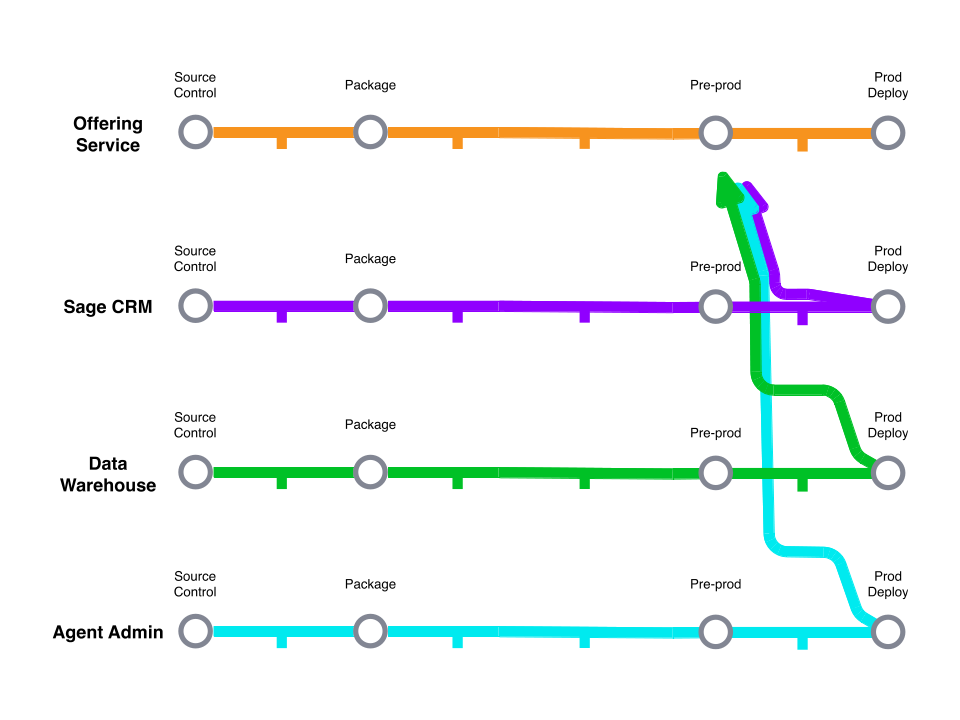 Source
Control
Package
Pre-prod
Prod
Deploy
Offering
Service
Source
Control
Package
Pre-prod
Prod
Deploy
Sage CRM
Source
Control
Package
Pre-prod
Prod
Deploy
Data
Warehouse
Source
Control
Package
Pre-prod
Prod
Deploy
Agent Admin